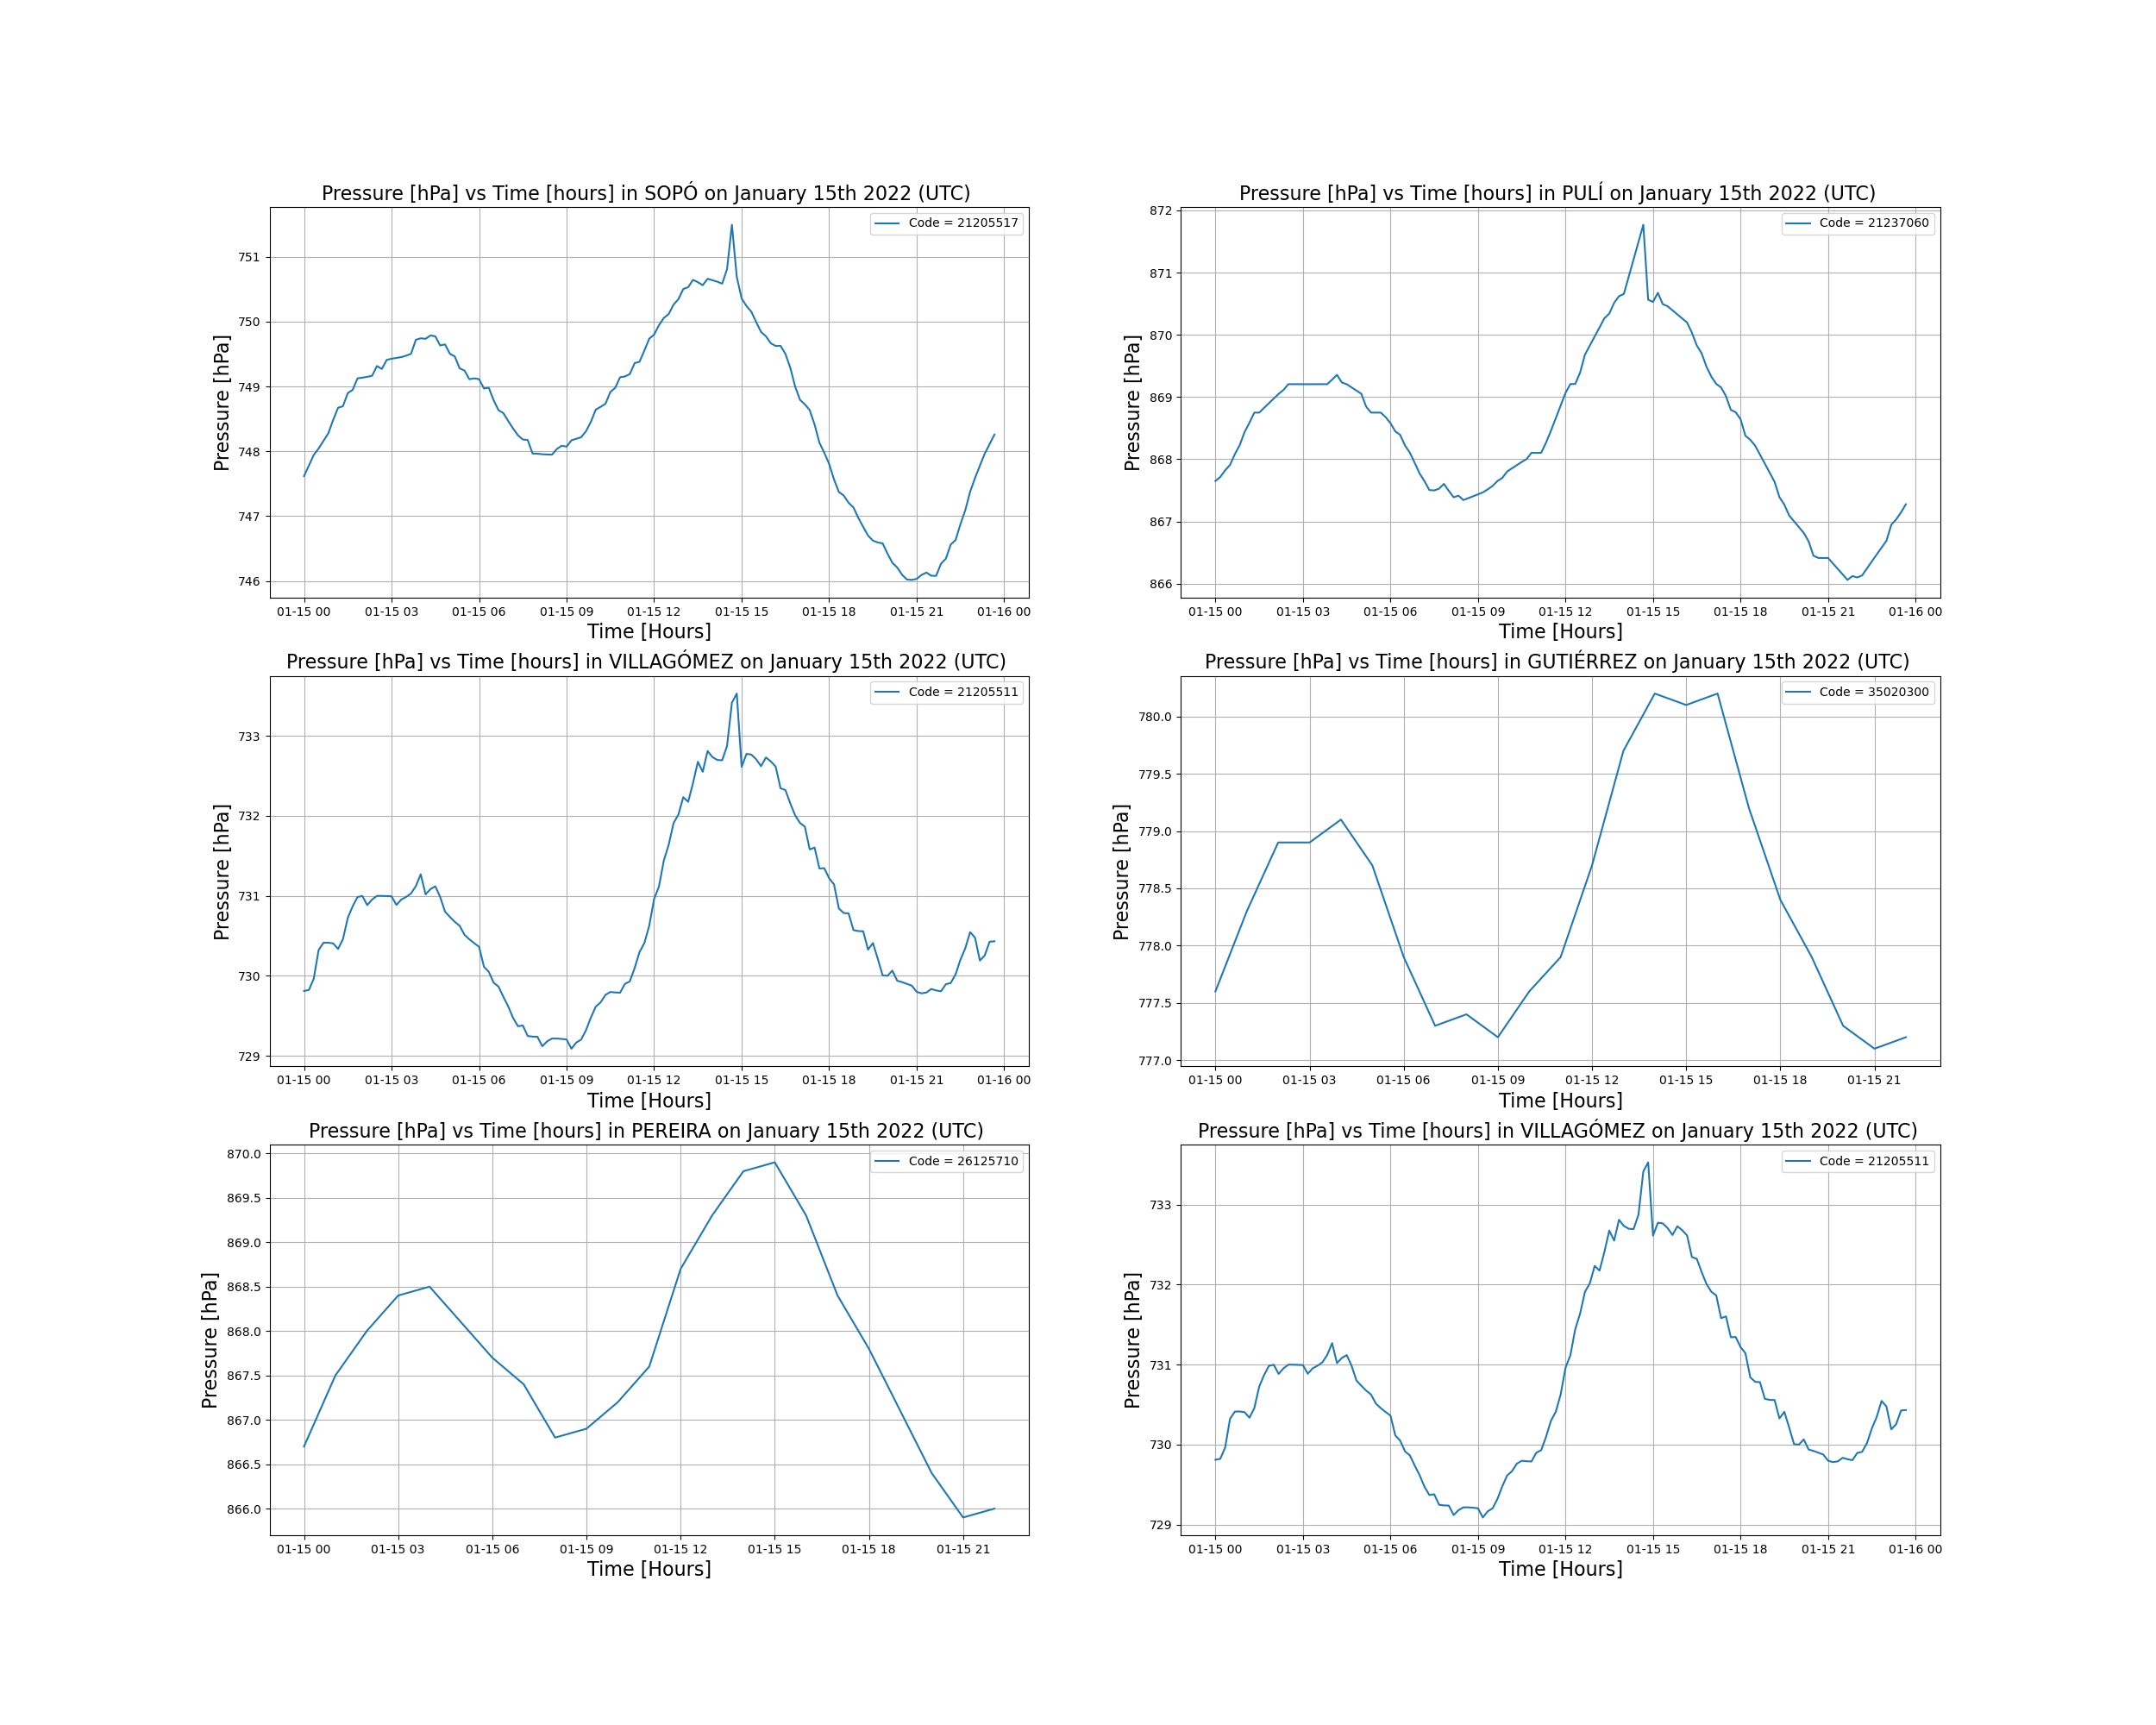 Pressure [hPa] vs Time [hours] in SOPÓ on January 15th 2022 (UTC)
Code = 21205517
Pressure [hPa]
751
750
749
748
747
746
01-15 00 01-15 03 01-15 06 01-15 09 01-15 12 01-15 15 01-15 18 01-15 21 01-16 00
Time [Hours]
Pressure [hPa] vs Time [hours] in PULÍ on January 15th 2022 (UTC)
Code = 21237060
Pressure [hPa]
872
871
870
869
868
867
866
01-15 00 01-15 03 01-15 06 01-15 09 01-15 12 01-15 15 01-15 18 01-15 21 01-16 00
Time [Hours]
Pressure [hPa] vs Time [hours] in VILLAGÓMEZ on January 15th 2022 (UTC)
Code = 21205511
Pressure [hPa]
733
732
731
730
729
01-15 00 01-15 03 01-15 06 01-15 09 01-15 12 01-15 15 01-15 18 01-15 21 01-16 00
Time [Hours]
Pressure [hPa] vs Time [hours] in GUTIÉRREZ on January 15th 2022 (UTC)
Code = 35020300
Pressure [hPa]
780.0
779.5
779.0
778.5
778.0
777.5
777.0
01-15 00 01-15 03 01-15 06 01-15 09 01-15 12 01-15 15 01-15 18 01-15 21
Time [Hours]
Pressure [hPa] vs Time [hours] in PEREIRA on January 15th 2022 (UTC)
Code = 26125710
Pressure [hPa]
870.0
869.5
869.0
868.5
868.0
867.5
867.0
866.5
866.0
01-15 00 01-15 03 01-15 06 01-15 09 01-15 12 01-15 15 01-15 18 01-15 21
Time [Hours]
Pressure [hPa] vs Time [hours] in VILLAGÓMEZ on January 15th 2022 (UTC)
Code = 21205511
Pressure [hPa]
733
732
731
730
729
01-15 00 01-15 03 01-15 06 01-15 09 01-15 12 01-15 15 01-15 18 01-15 21 01-16 00
Time [Hours]